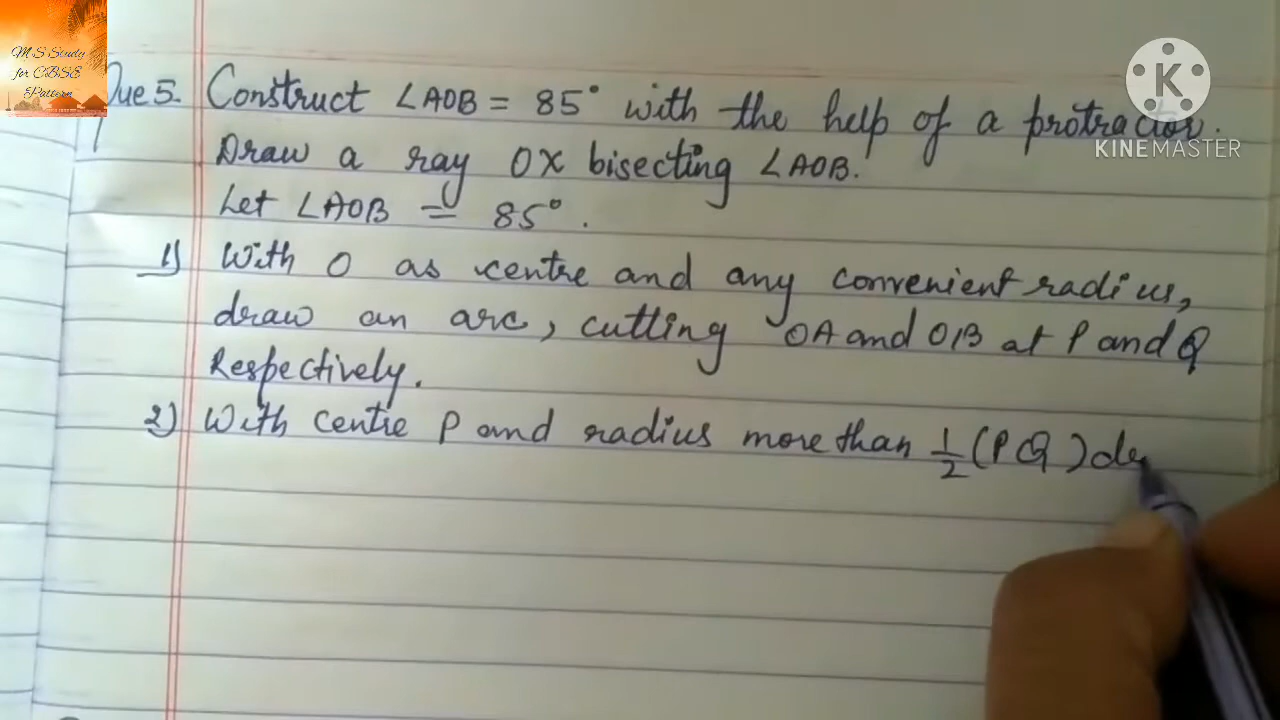 M.S Study
for CBSE
Pattern
KINEMASTER
Que 5. Construct ∠AOB = 85° with the help of a protractor.
Draw a ray OX bisecting ∠AOB.
Let ∠AOB = 85°.
1) With O as centre and any convenient radius,
draw an arc, cutting OA and OB at P and Q
Respectively.
2) With centre P and radius more than 1/2 (PQ)